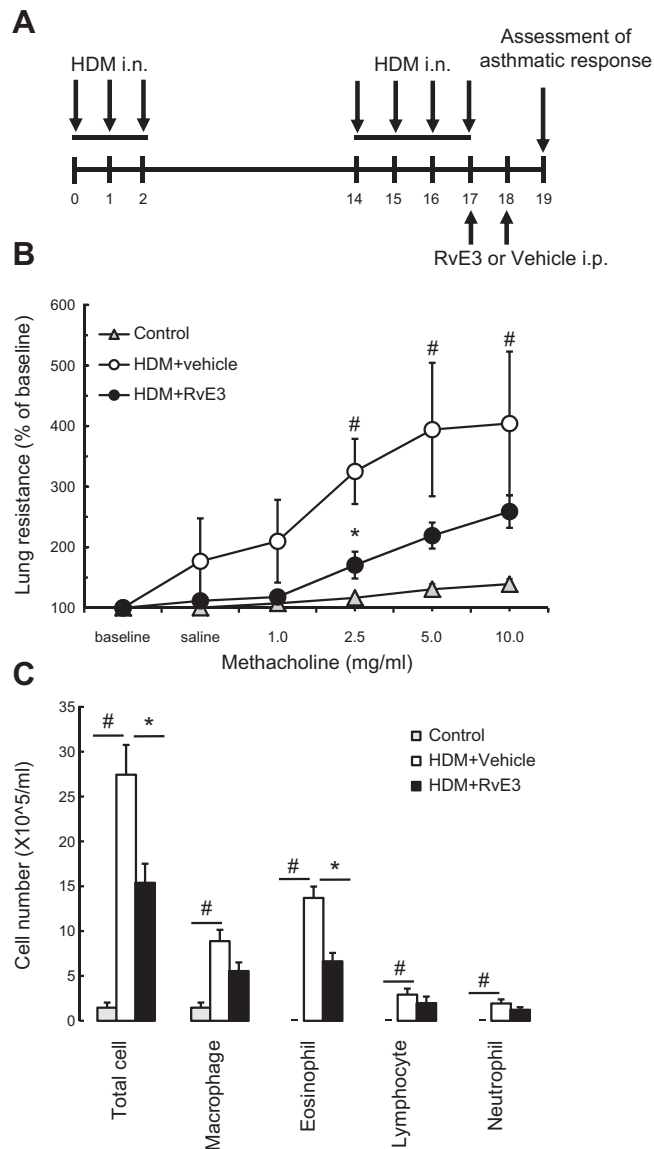 A
Assessment of
asthmatic response
HDM i.n.
HDM i.n.
0 1 2 14 15 16 17 18 19
RvE3 or Vehicle i.p.
B
600
500
400
300
200
100
Lung resistance (% of baseline)
Control
HDM+vehicle
HDM+RvE3
#
#
#
*
baseline saline 1.0 2.5 5.0 10.0
Methacholine (mg/ml)
C
35
30
25
20
15
10
5
0
Cell number (X10^5/ml)
Control
HDM+Vehicle
HDM+RvE3
# *
#
# *
#
#
Total cell
Macrophage
Eosinophil
Lymphocyte
Neutrophil